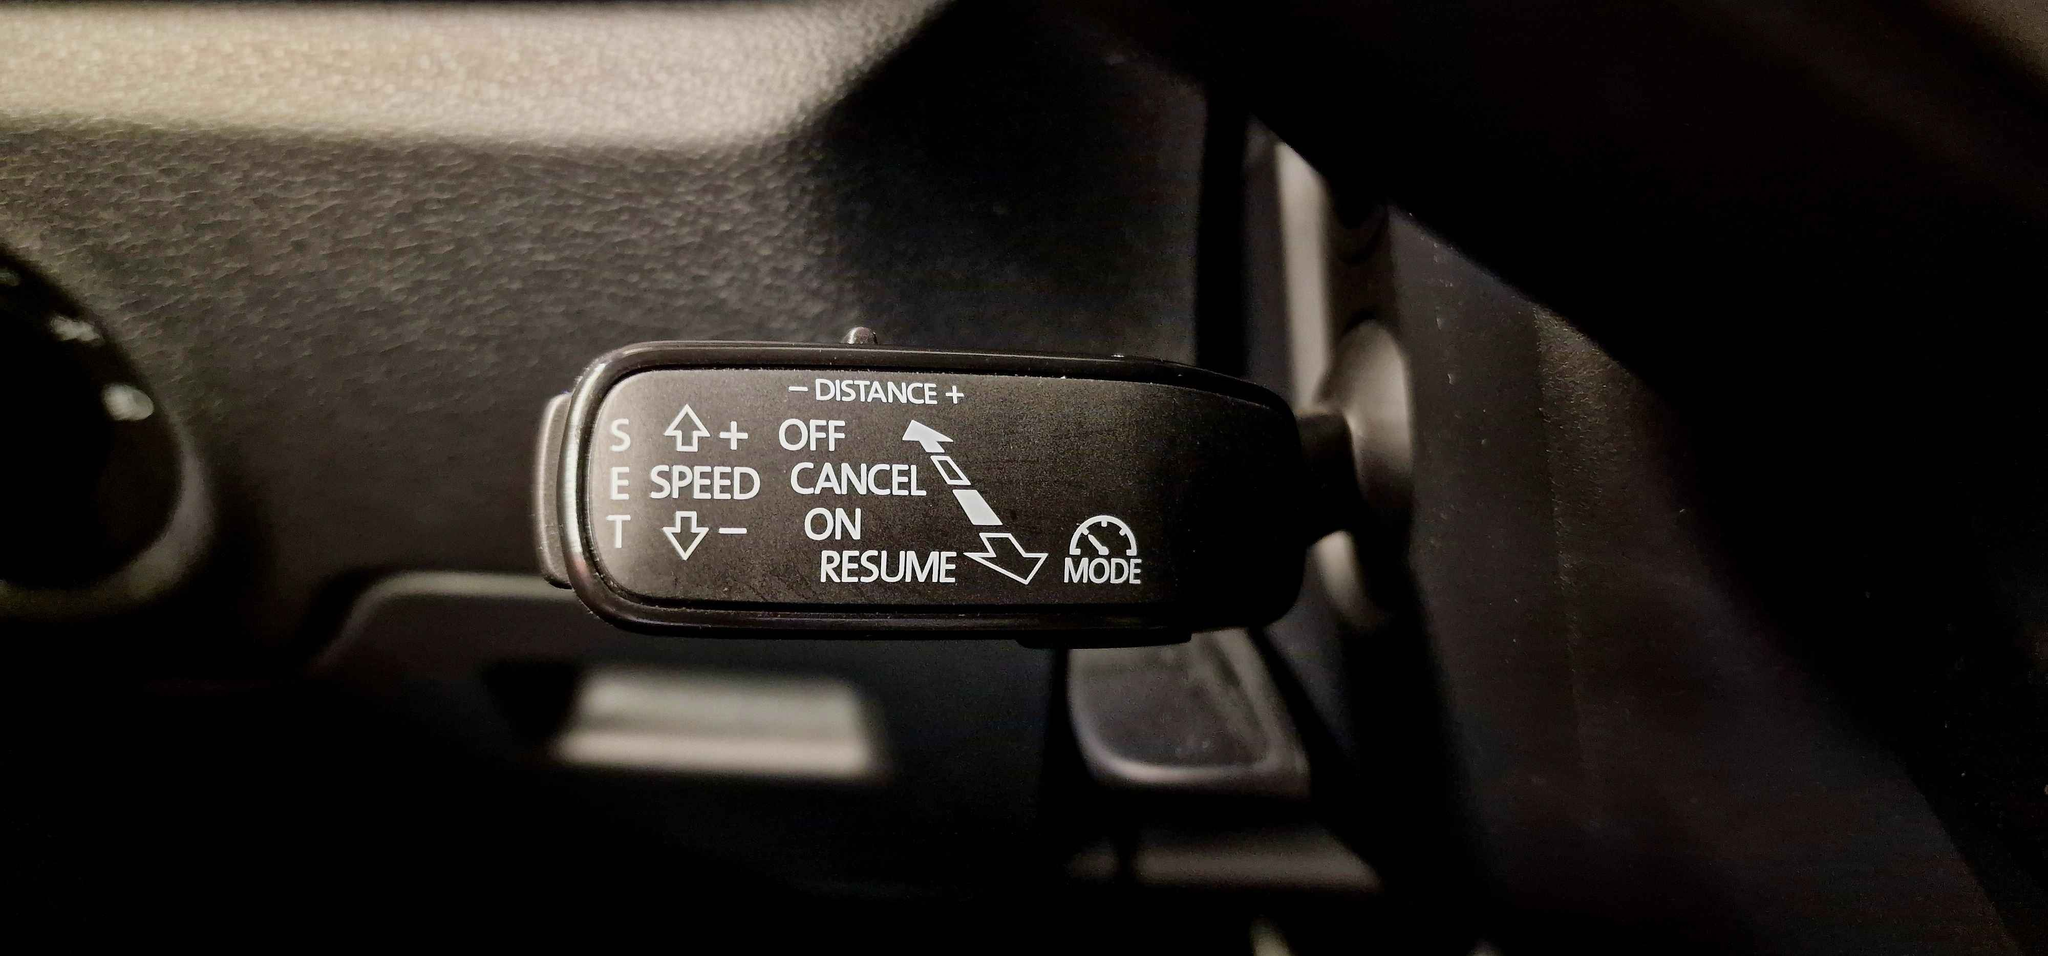 – DISTANCE +
S + OFF
E SPEED CANCEL
T – ON
RESUME MODE